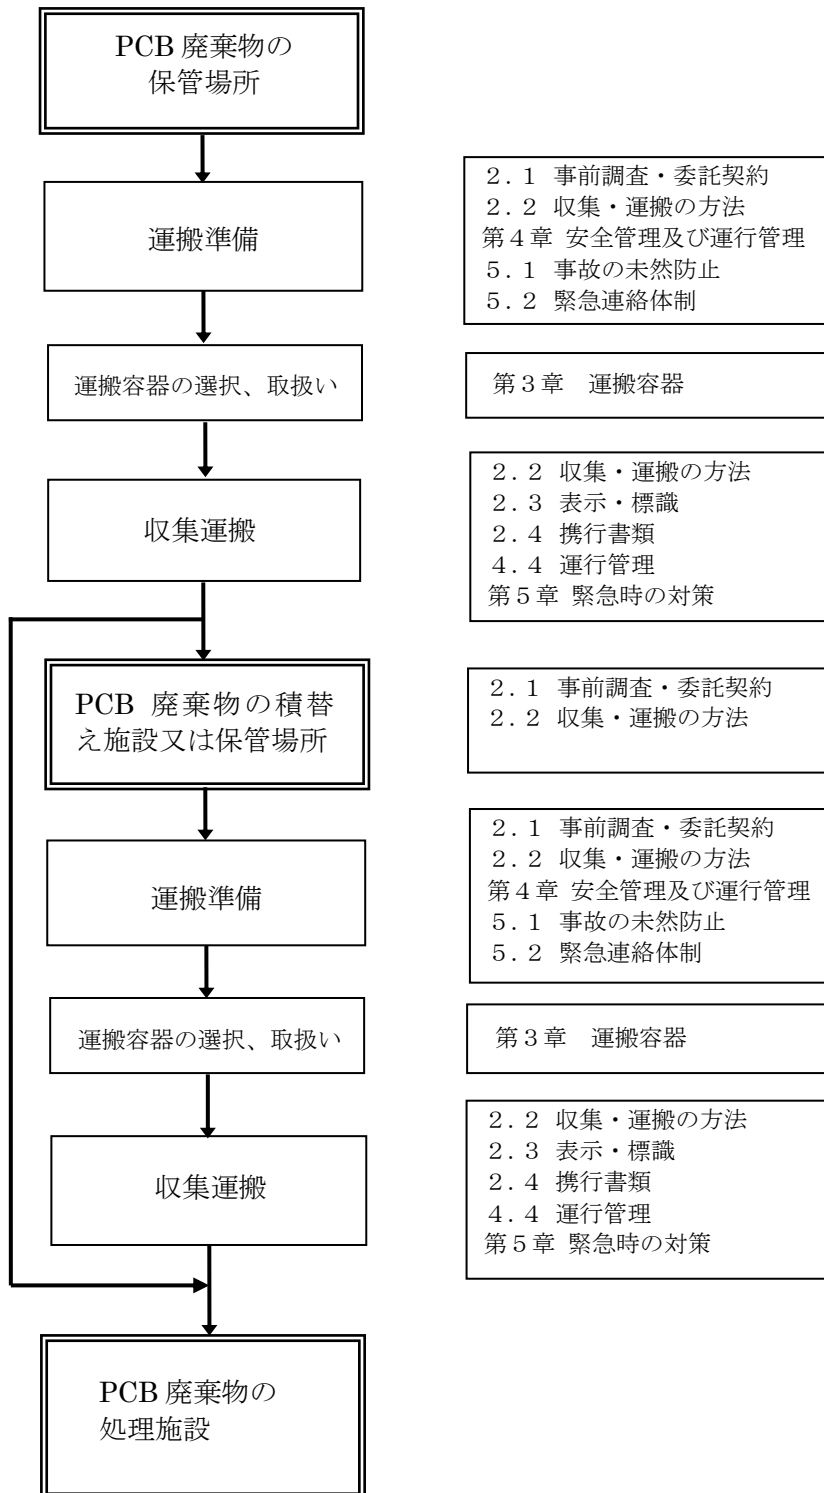 PCB 廃棄物の
保管場所
運搬準備
2.1 事前調査・委託契約
2.2 収集・運搬の方法
第4章 安全管理及び運行管理
5.1 事故の未然防止
5.2 緊急連絡体制
運搬容器の選択、取扱い
第3章 運搬容器
収集運搬
2.2 収集・運搬の方法
2.3 表示・標識
2.4 携行書類
4.4 運行管理
第5章 緊急時の対策
PCB 廃棄物の積替
え施設又は保管場所
2.1 事前調査・委託契約
2.2 収集・運搬の方法
運搬準備
2.1 事前調査・委託契約
2.2 収集・運搬の方法
第4章 安全管理及び運行管理
5.1 事故の未然防止
5.2 緊急連絡体制
運搬容器の選択、取扱い
第3章 運搬容器
収集運搬
2.2 収集・運搬の方法
2.3 表示・標識
2.4 携行書類
4.4 運行管理
第5章 緊急時の対策
PCB 廃棄物の
処理施設